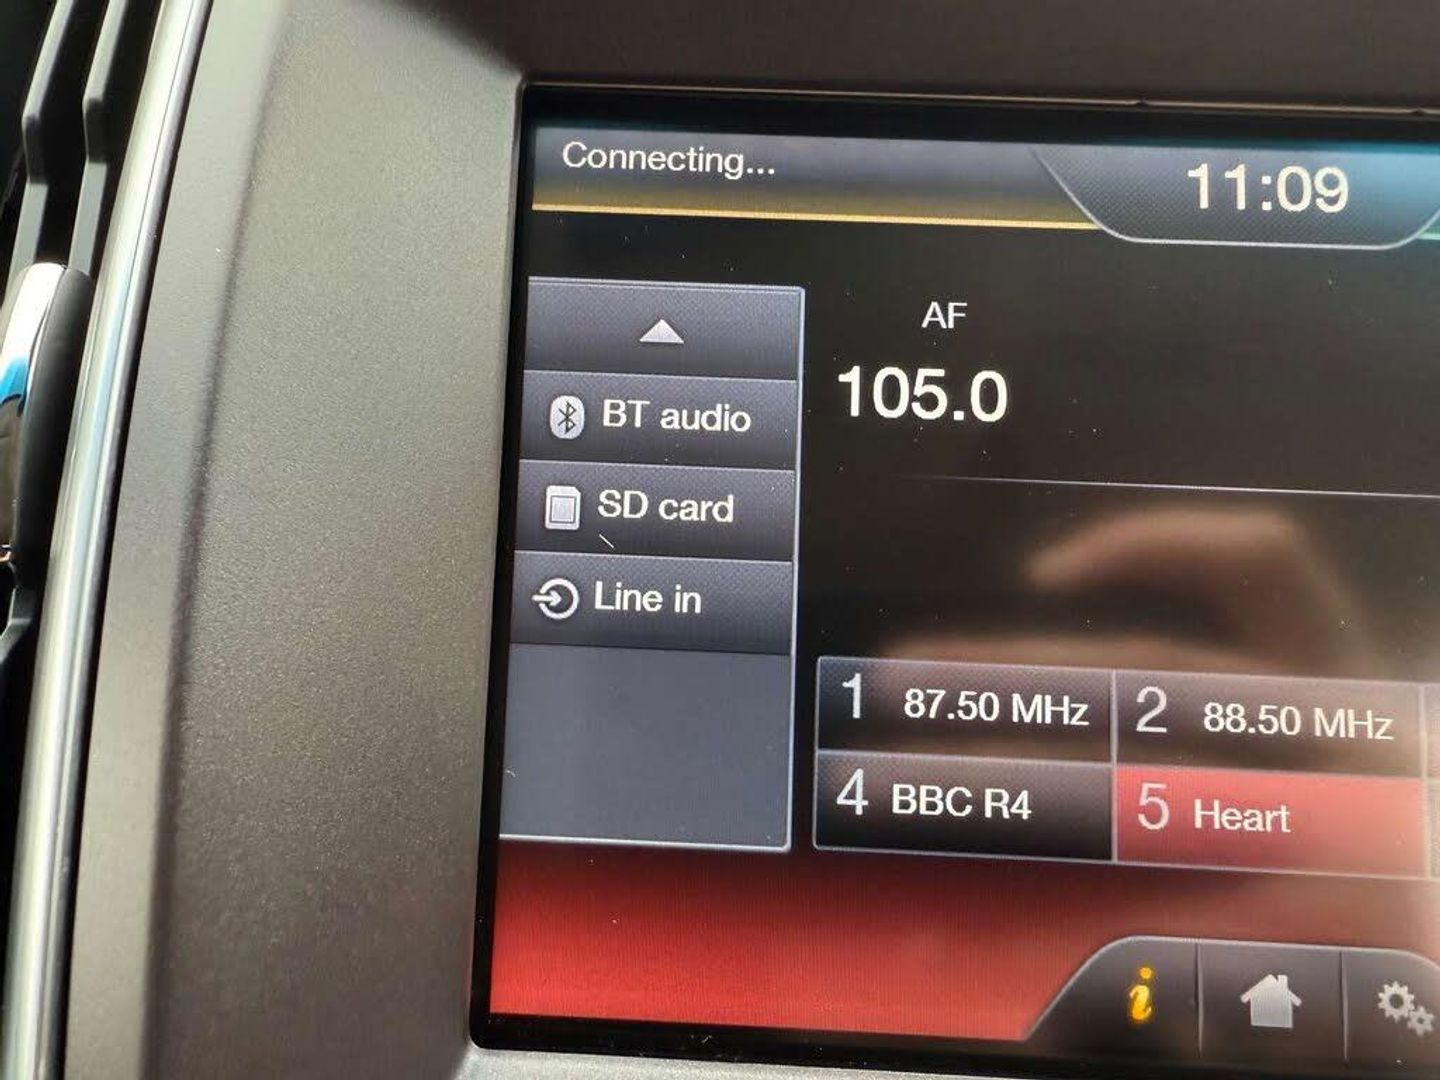 Connecting...
11:09
AF
105.0
BT audio
SD card
Line in
1 87.50 MHz
2 88.50 MHz
4 BBC R4
5 Heart
i